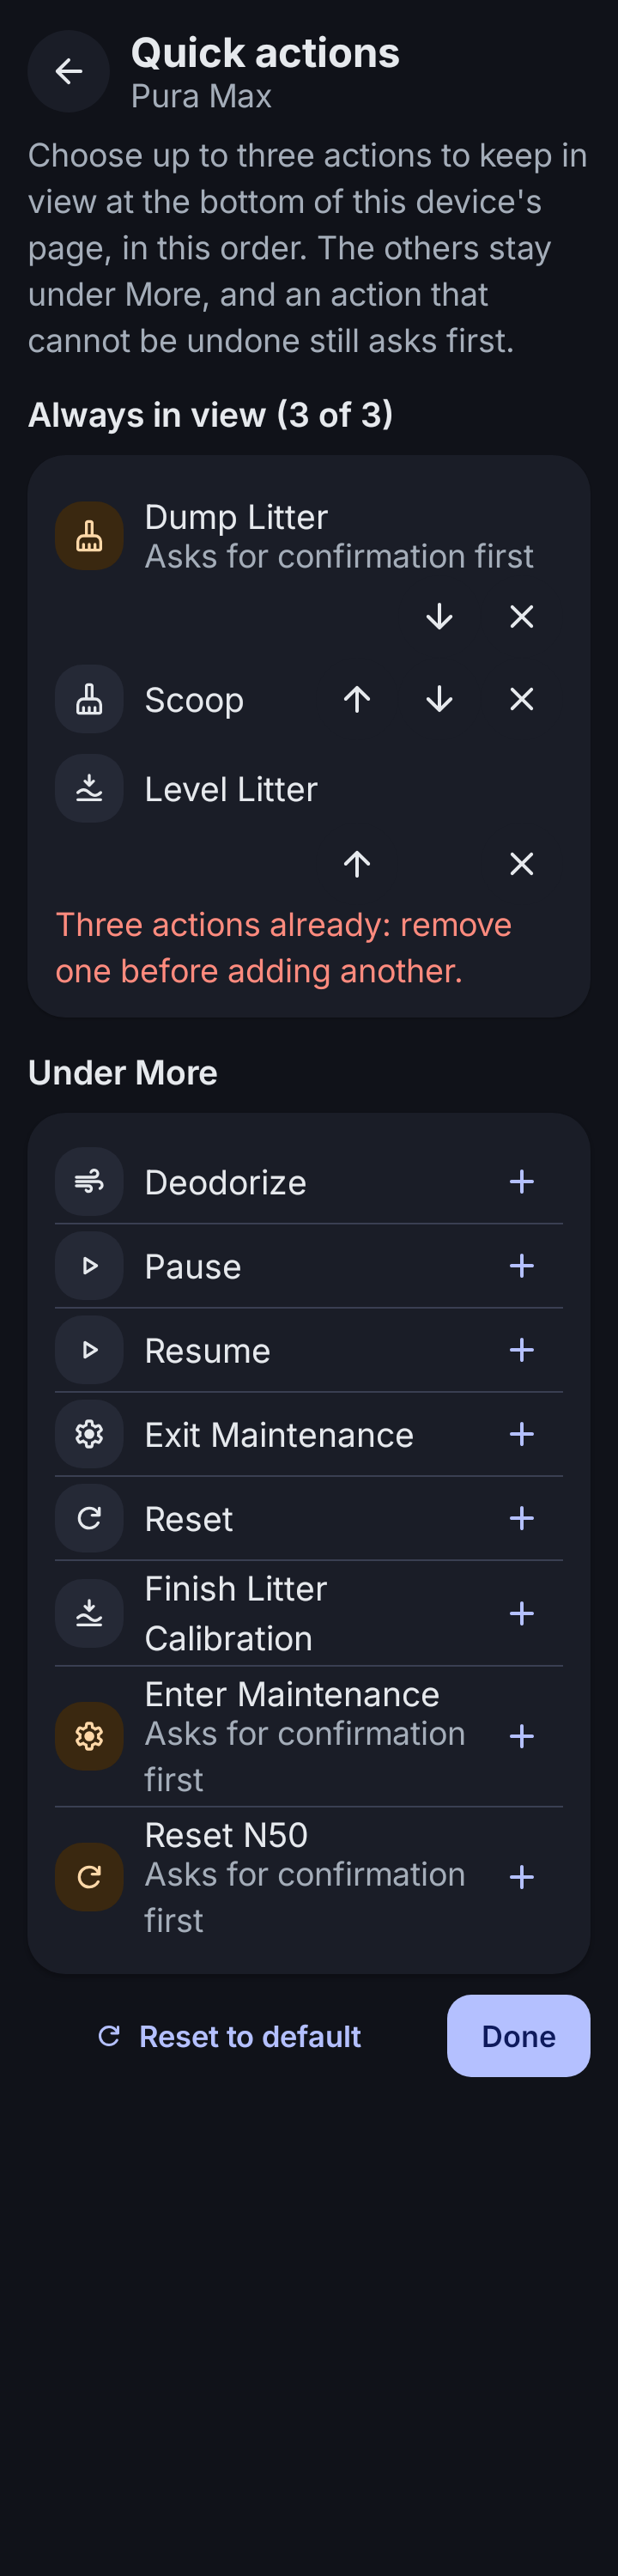 Quick actions
Pura Max
Choose up to three actions to keep in
view at the bottom of this device's
page, in this order. The others stay
under More, and an action that
cannot be undone still asks first.
Always in view (3 of 3)
Dump Litter
Asks for confirmation first
Scoop
Level Litter
Three actions already: remove
one before adding another.
Under More
Deodorize
Pause
Resume
Exit Maintenance
Reset
Finish Litter
Calibration
Enter Maintenance
Asks for confirmation
first
Reset N50
Asks for confirmation
first
Reset to default
Done